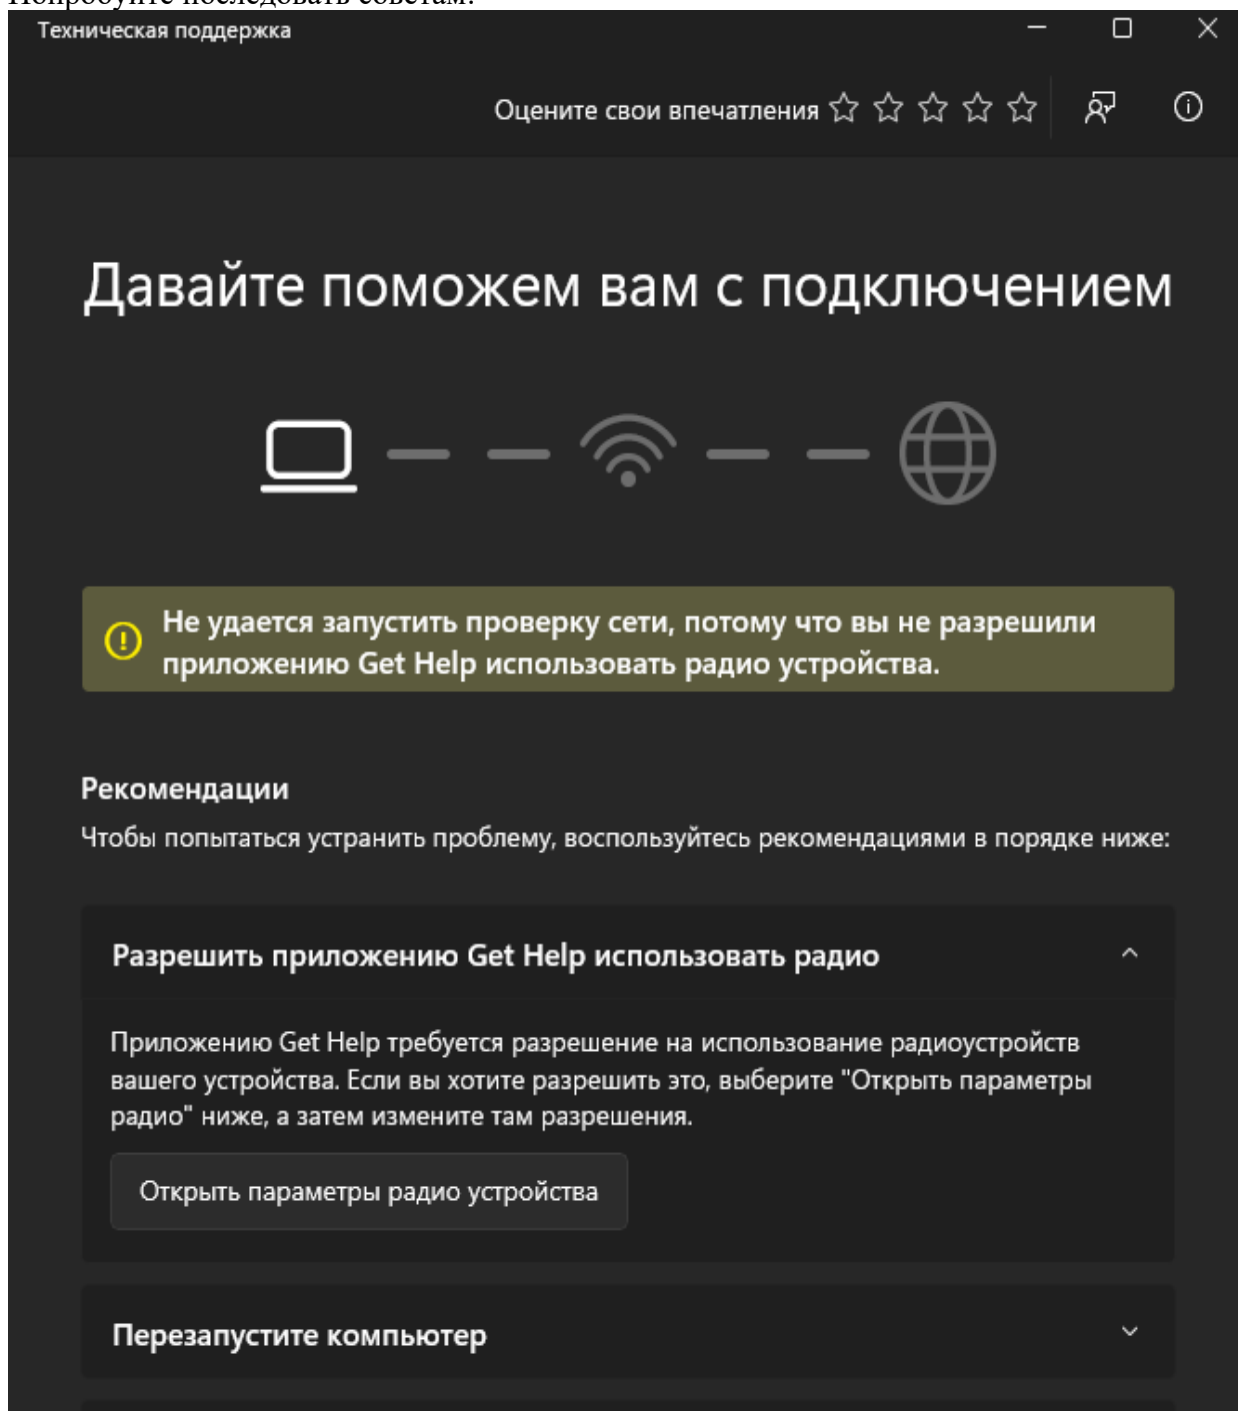 Попробуйте последовать советам.
Техническая поддержка
Оцените свои впечатления
Давайте поможем вам с подключением
Не удается запустить проверку сети, потому что вы не разрешили
приложению Get Help использовать радио устройства.
Рекомендации
Чтобы попытаться устранить проблему, воспользуйтесь рекомендациями в порядке ниже:
Разрешить приложению Get Help использовать радио
Приложению Get Help требуется разрешение на использование радиоустройств
вашего устройства. Если вы хотите разрешить это, выберите "Открыть параметры
радио" ниже, а затем измените там разрешения.
Открыть параметры радио устройства
Перезапустите компьютер